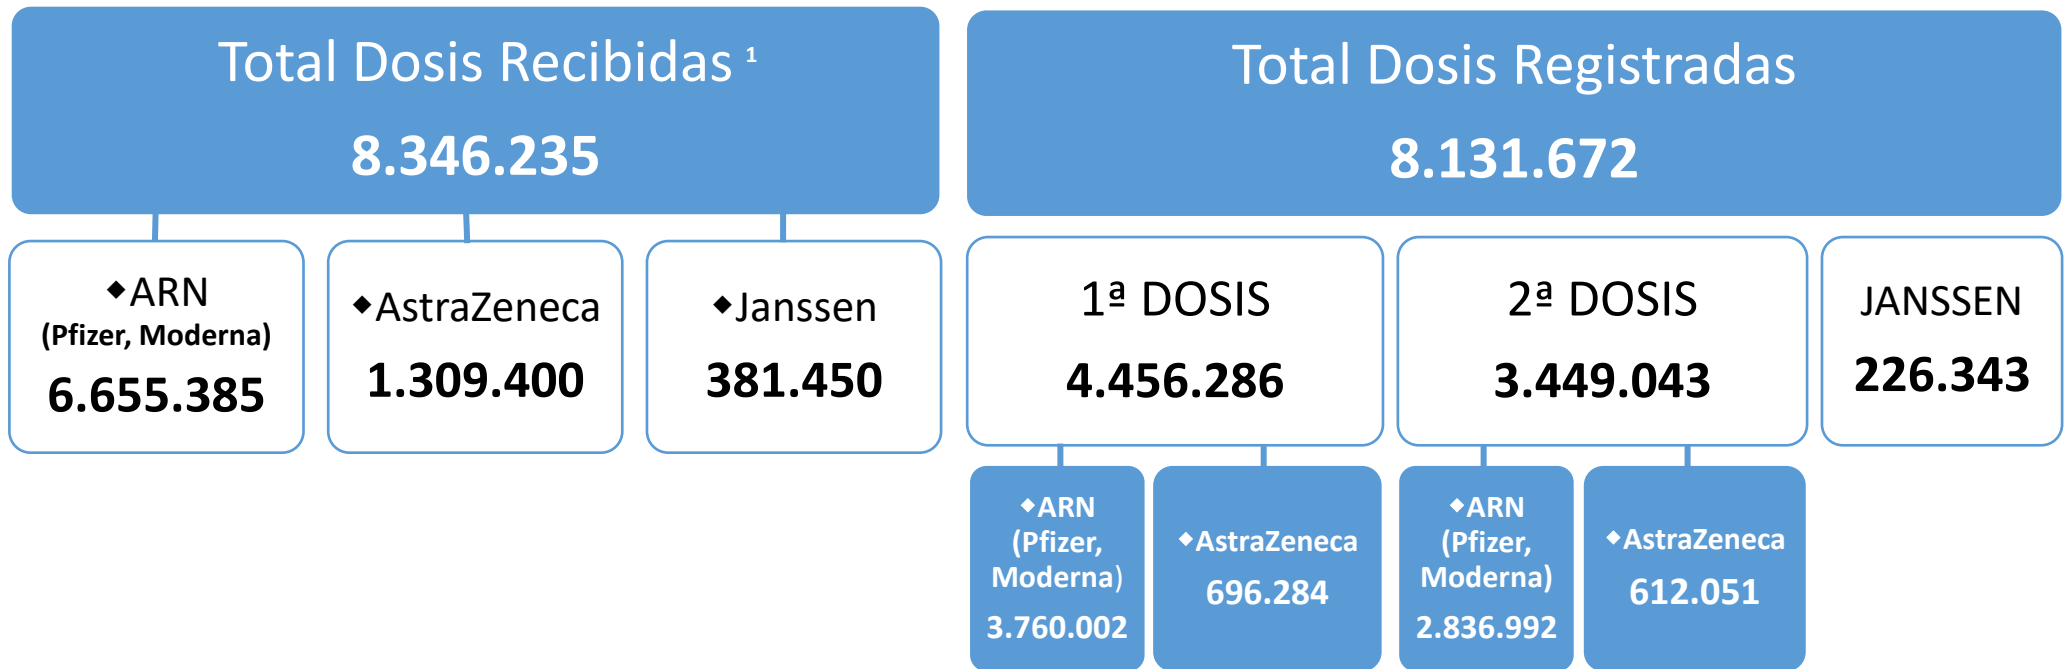 Total Dosis Recibidas ¹
8.346.235
◆ARN
(Pfizer, Moderna)
6.655.385
◆AstraZeneca
1.309.400
◆Janssen
381.450
Total Dosis Registradas
8.131.672
1ª DOSIS
4.456.286
◆ARN
(Pfizer,
Moderna)
3.760.002
◆AstraZeneca
696.284
2ª DOSIS
3.449.043
◆ARN
(Pfizer,
Moderna)
2.836.992
◆AstraZeneca
612.051
JANSSEN
226.343